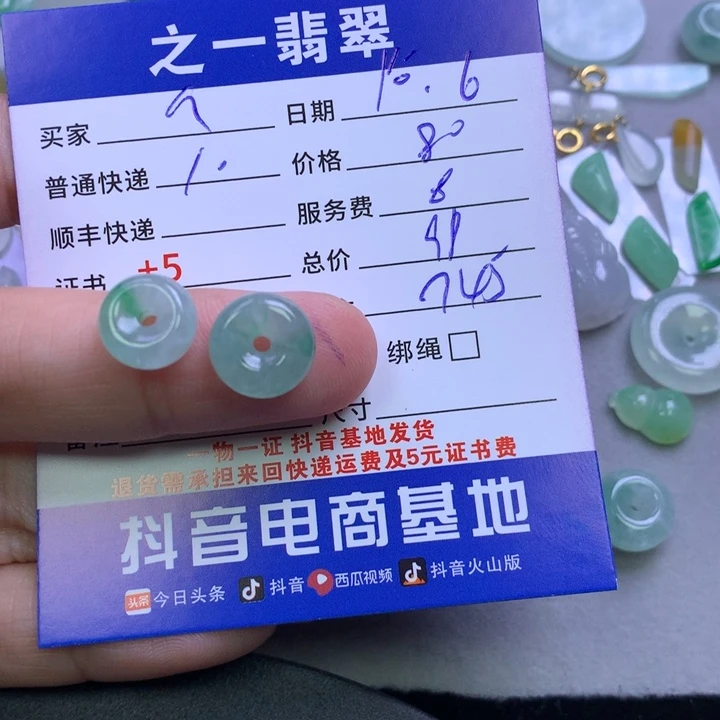 之一翡翠
买家 日期 10.6
普通快递 10 价格 80
顺丰快递 服务费 8
证书 +5 总价
745
绑绳
尺寸
一物一证 抖音基地发货
退货需承担来回快递运费及5元证书费
抖音电商基地
头条 今日头条 抖音 西瓜视频 抖音火山版